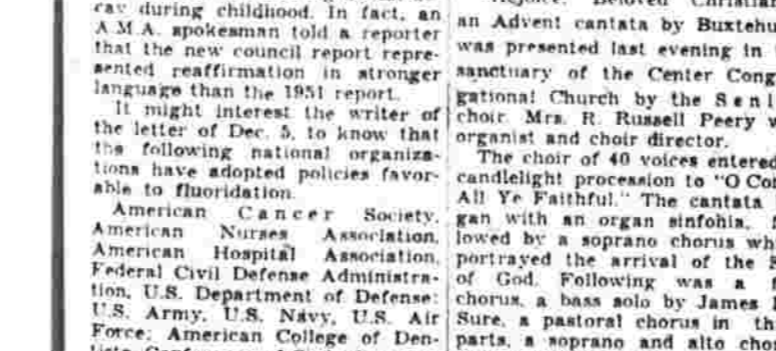 cay during childhood. In fact, an
A.M.A. spokesman told a reporter
that the new council report repre-
sented reaffirmation in stronger
language than the 1951 report.
It might interest the writer of
the letter of Dec. 5, to know that
the following national organiza-
tions have adopted policies favor-
able to fluoridation.
American Cancer Society,
American Nurses Association,
American Hospital Association,
Federal Civil Defense Administra-
tion, U.S. Department of Defense:
U.S. Army, U.S. Navy, U.S. Air
Force; American College of Den-
an Advent cantata by Buxtehu
was presented last evening in
sanctuary of the Center Cong
gational Church by the Seni
choir. Mrs. R. Russell Peery w
organist and choir director.
The choir of 40 voices entered
candlelight procession to "O Co
All Ye Faithful." The cantata
gan with an organ sinfohia,
lowed by a soprano chorus wh
portrayed the arrival of the S
of God. Following was a
chorus, a bass solo by James
Sure, a pastoral chorus in th
parts, a soprano and alto cho